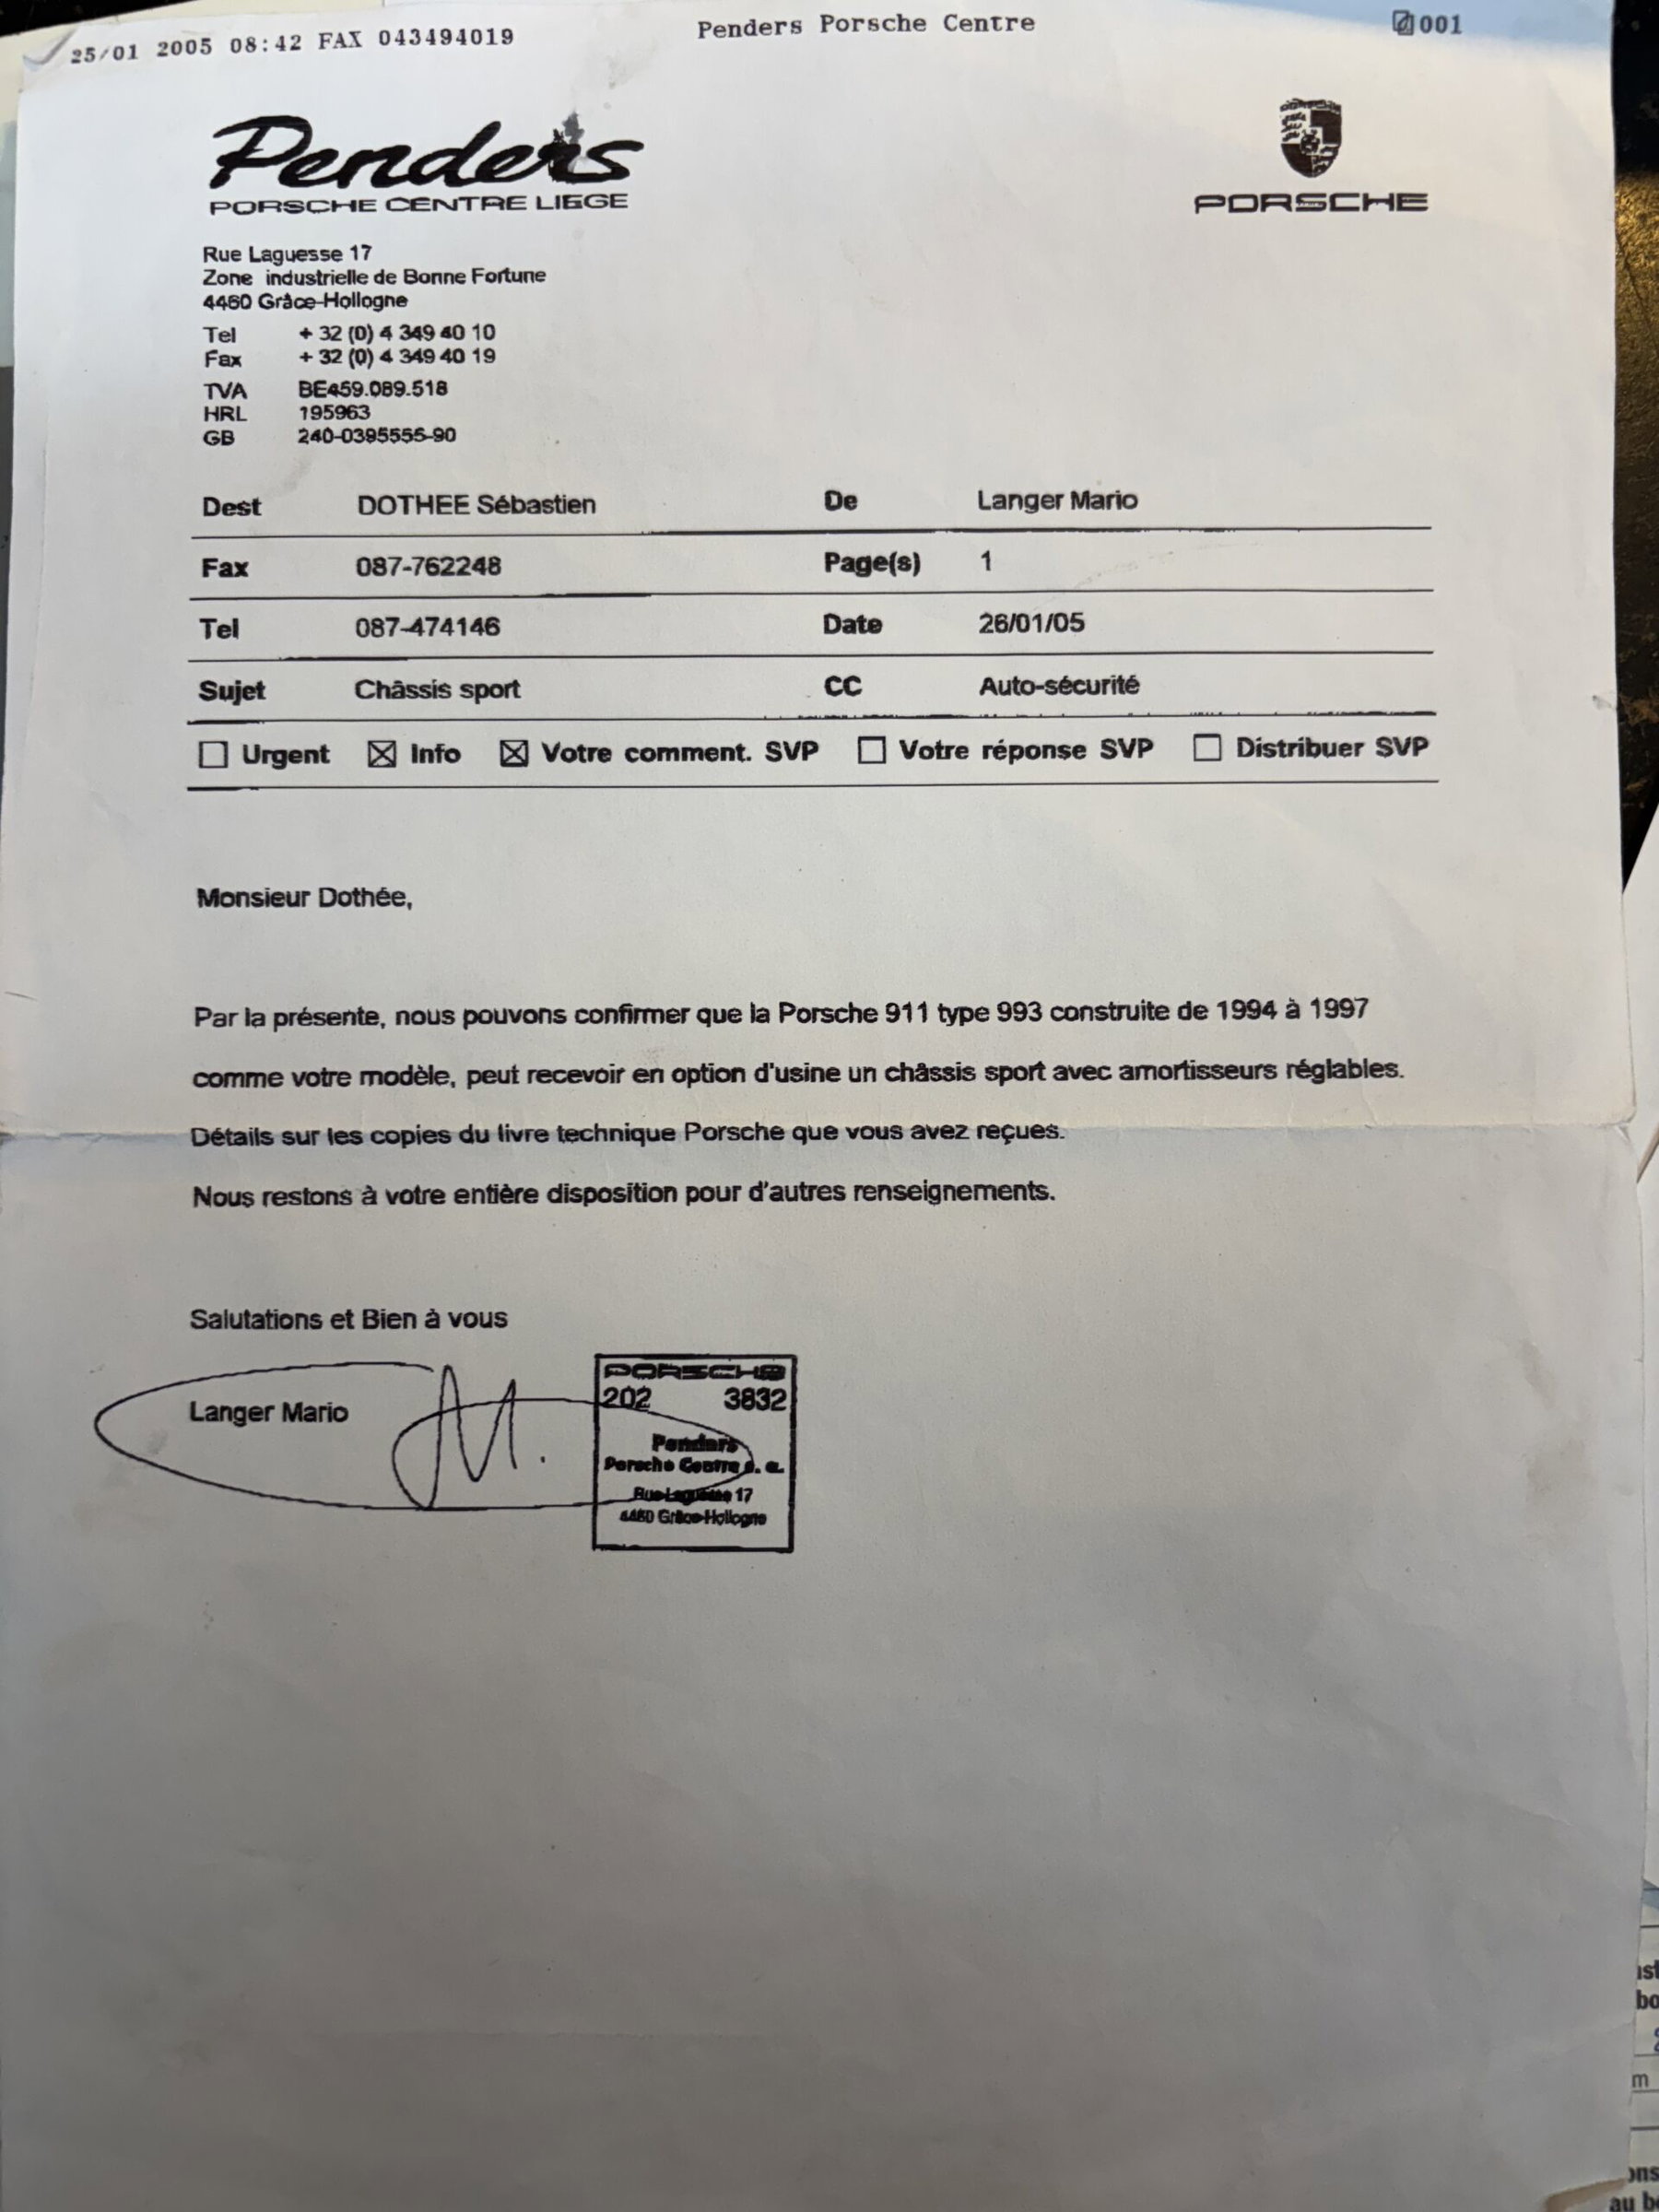 25/01 2005 08:42 FAX 043494019 Penders Porsche Centre 001
Penders
PORSCHE CENTRE LIEGE
PORSCHE
Rue Laguesse 17
Zone industrielle de Bonne Fortune
4460 Grâce-Hollogne
Tel + 32 (0) 4 349 40 10
Fax + 32 (0) 4 349 40 19
TVA BE459.089.518
HRL 195963
GB 240-0395555-90
Dest DOTHEE Sébastien De Langer Mario
Fax 087-762248 Page(s) 1
Tel 087-474146 Date 26/01/05
Sujet Châssis sport CC Auto-sécurité
☐ Urgent ☒ Info ☒ Votre comment. SVP ☐ Votre réponse SVP ☐ Distribuer SVP
Monsieur Dothée,
Par la présente, nous pouvons confirmer que la Porsche 911 type 993 construite de 1994 à 1997
comme votre modèle, peut recevoir en option d'usine un châssis sport avec amortisseurs réglables.
Détails sur les copies du livre technique Porsche que vous avez reçues.
Nous restons à votre entière disposition pour d'autres renseignements.
Salutations et Bien à vous
Langer Mario
M.
PORSCHE
202 3832
Penders
Porsche Centre s. a.
Rue Laguesse 17
4460 Grâce-Hollogne
bo
m
ons
au b